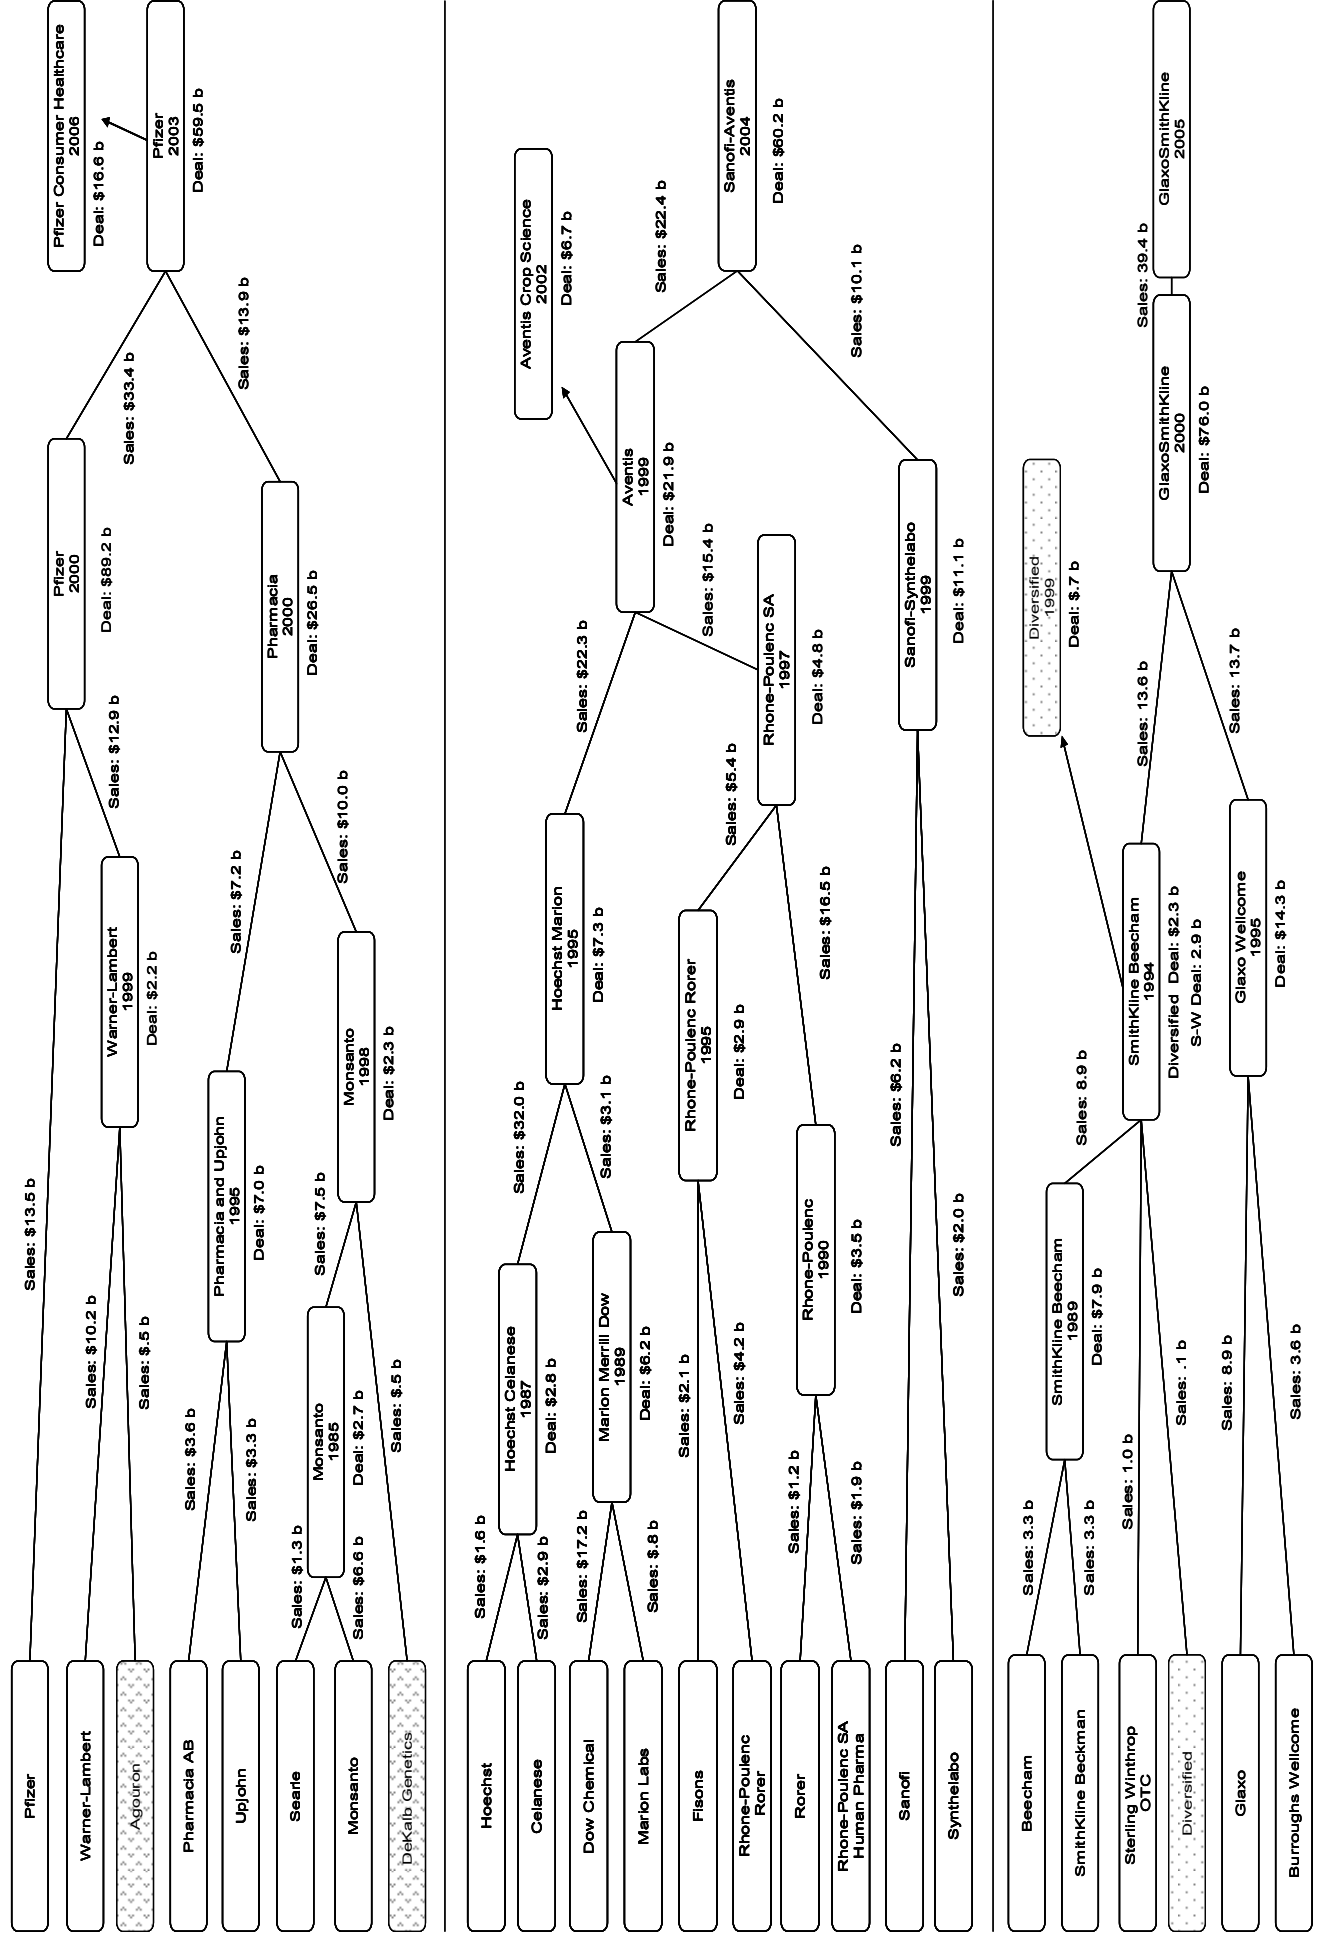 Pfizer
Warner-Lambert
Agouron
Pharmacia AB
Upjohn
Searle
Monsanto
DeKalb Genetics
Sales: $13.5 b
Sales: $10.2 b
Sales: $.5 b
Sales: $3.6 b
Sales: $3.3 b
Sales: $1.3 b
Sales: $6.6 b
Sales: $.5 b
Monsanto
1985
Deal: $2.7 b
Sales: $7.5 b
Warner-Lambert
1999
Deal: $2.2 b
Pharmacia and Upjohn
1995
Deal: $7.0 b
Monsanto
1998
Deal: $2.3 b
Sales: $12.9 b
Sales: $7.2 b
Sales: $10.0 b
Pfizer
2000
Deal: $89.2 b
Pharmacia
2000
Deal: $26.5 b
Sales: $33.4 b
Sales: $13.9 b
Pfizer
2003
Deal: $59.5 b
Pfizer Consumer Healthcare
2006
Deal: $16.6 b
Hoechst
Celanese
Dow Chemical
Marion Labs
Fisons
Rhone-Poulenc
Rorer
Rorer
Rhone-Poulenc SA
Human Pharma
Sanofi
Synthelabo
Sales: $1.6 b
Sales: $2.9 b
Sales: $17.2 b
Sales: $.8 b
Sales: $2.1 b
Sales: $4.2 b
Sales: $1.2 b
Sales: $1.9 b
Sales: $6.2 b
Sales: $2.0 b
Hoechst Celanese
1987
Deal: $2.8 b
Marion Merrill Dow
1989
Deal: $6.2 b
Rhone-Poulenc
1990
Deal: $3.5 b
Sales: $32.0 b
Sales: $3.1 b
Hoechst Marion
1995
Deal: $7.3 b
Rhone-Poulenc Rorer
1995
Deal: $2.9 b
Sales: $5.4 b
Sales: $16.5 b
Rhone-Poulenc SA
1997
Deal: $4.8 b
Sanofi-Synthelabo
1999
Deal: $11.1 b
Sales: $22.3 b
Sales: $15.4 b
Aventis
1999
Deal: $21.9 b
Aventis Crop Science
2002
Deal: $6.7 b
Sales: $22.4 b
Sales: $10.1 b
Sanofi-Aventis
2004
Deal: $60.2 b
Beecham
SmithKline Beckman
Sterling Winthrop
OTC
Diversified
Glaxo
Burroughs Wellcome
Sales: 3.3 b
Sales: 3.3 b
Sales: 1.0 b
Sales: .1 b
Sales: 8.9 b
Sales: 3.6 b
SmithKline Beecham
1989
Deal: $7.9 b
Sales: 8.9 b
SmithKline Beecham
1994
Diversified Deal: $2.3 b
S-W Deal: 2.9 b
Glaxo Wellcome
1995
Deal: $14.3 b
Diversified
1999
Deal: $.7 b
Sales: 13.6 b
Sales: 13.7 b
GlaxoSmithKline
2000
Deal: $76.0 b
Sales: 39.4 b
GlaxoSmithKline
2005